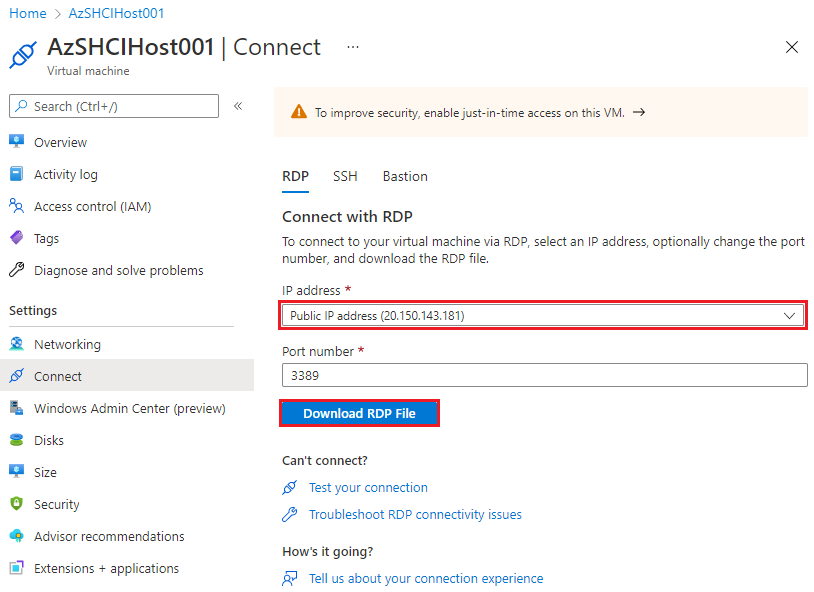 Home > AzSHCIHost001
AzSHCIHost001 | Connect ...
Virtual machine
Search (Ctrl+/)
«
Overview
Activity log
Access control (IAM)
Tags
Diagnose and solve problems
Settings
Networking
Connect
Windows Admin Center (preview)
Disks
Size
Security
Advisor recommendations
Extensions + applications
To improve security, enable just-in-time access on this VM. →
RDP SSH Bastion
Connect with RDP
To connect to your virtual machine via RDP, select an IP address, optionally change the port
number, and download the RDP file.
IP address *
Public IP address (20.150.143.181)
Port number *
3389
Download RDP File
Can't connect?
Test your connection
Troubleshoot RDP connectivity issues
How's it going?
Tell us about your connection experience